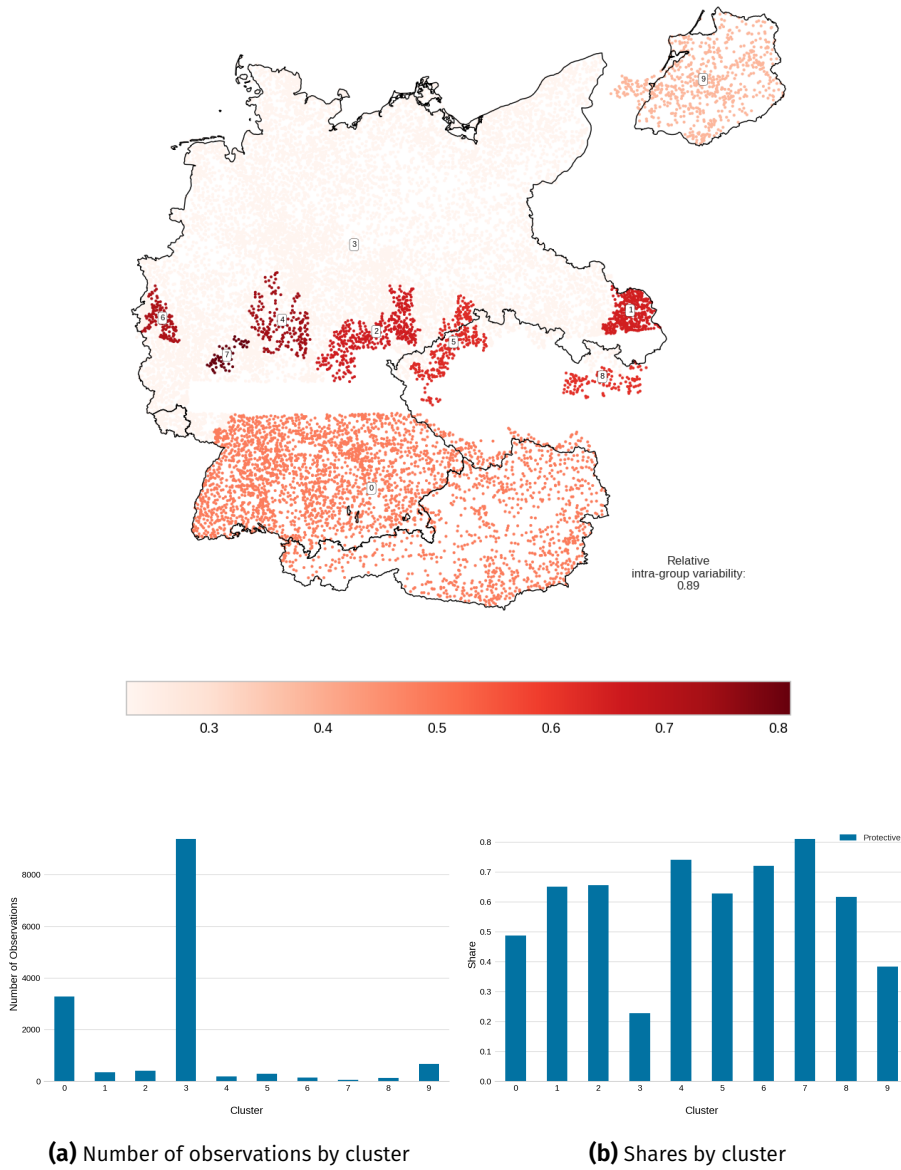 9
3
6
4
2
1
7
5
8
0
Relative
intra-group variability:
0.89
0.3 0.4 0.5 0.6 0.7 0.8
Number of Observations
8000
6000
4000
2000
0
0 1 2 3 4 5 6 7 8 9
Cluster
(a) Number of observations by cluster
Protective
Share
0.8
0.7
0.6
0.5
0.4
0.3
0.2
0.1
0.0
0 1 2 3 4 5 6 7 8 9
Cluster
(b) Shares by cluster